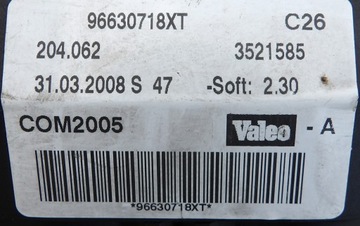 96630718XT C26
204.062 3521585
31.03.2008 S 47 -Soft: 2.30
COM2005 Valeo - A
*96630718XT*